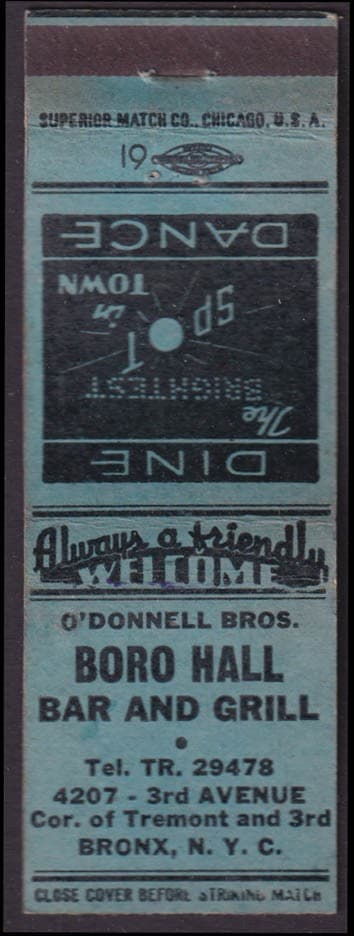 SUPERIOR MATCH CO., CHICAGO, U.S.A.
19
DINE
The
BRIGHTEST
SPOT in
TOWN
DANCE
Always a friendly
WELCOME
O'DONNELL BROS.
BORO HALL
BAR AND GRILL
Tel. TR. 29478
4207 - 3rd AVENUE
Cor. of Tremont and 3rd
BRONX, N. Y. C.
CLOSE COVER BEFORE STRIKING MATCH